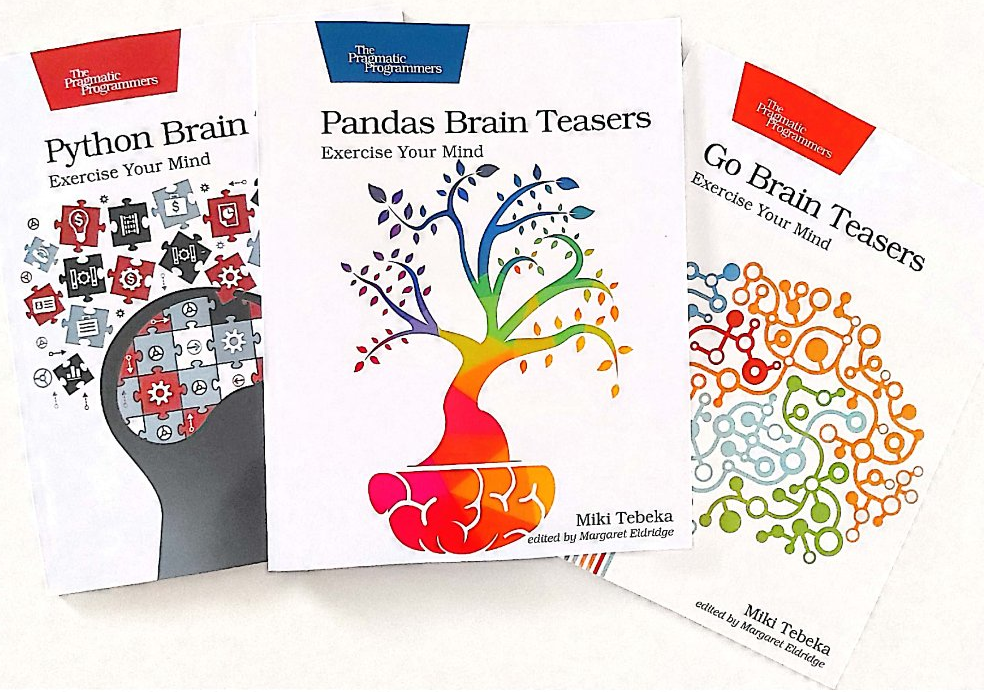 The
Pragmatic
Programmers
Python Brain
Exercise Your Mind
The
Pragmatic
Programmers
Pandas Brain Teasers
Exercise Your Mind
Miki Tebeka
edited by Margaret Eldridge
The
Pragmatic
Programmers
Go Brain Teasers
Exercise Your Mind
Miki Tebeka
edited by Margaret Eldridge